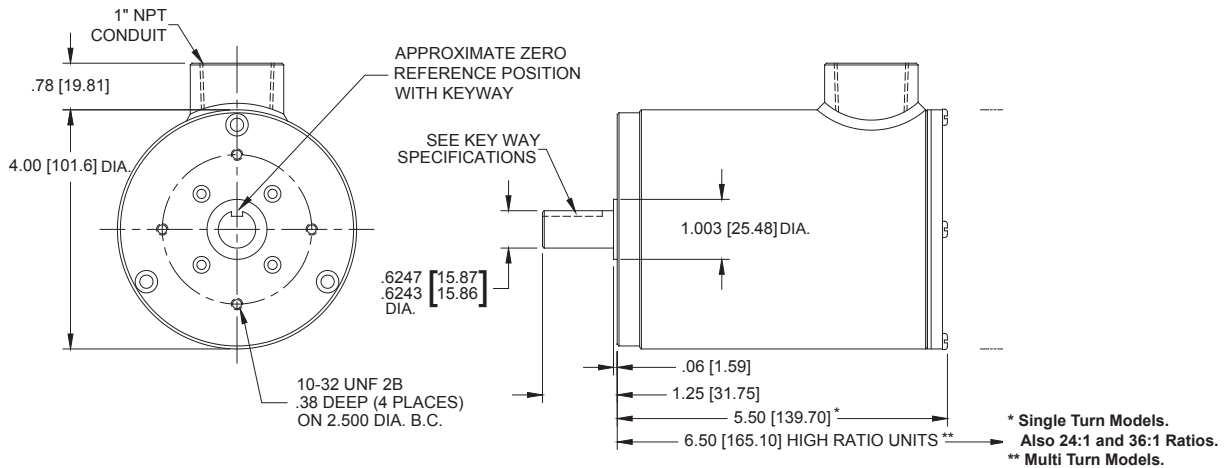 1" NPT
CONDUIT
.78 [19.81]
4.00 [101.6] DIA.
APPROXIMATE ZERO
REFERENCE POSITION
WITH KEYWAY
SEE KEY WAY
SPECIFICATIONS
1.003 [25.48] DIA.
.6247 [15.87
.6243 15.86]
DIA.
10-32 UNF 2B
.38 DEEP (4 PLACES)
ON 2.500 DIA. B.C.
.06 [1.59]
1.25 [31.75]
5.50 [139.70] *
6.50 [165.10] HIGH RATIO UNITS **
* Single Turn Models.
Also 24:1 and 36:1 Ratios.
** Multi Turn Models.